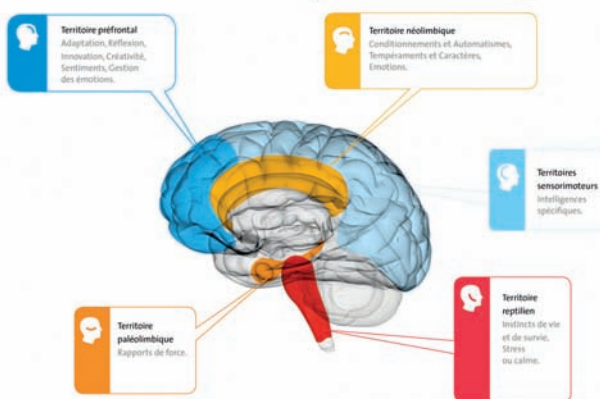 Territoire préfrontal
Adaptation, Réflexion,
Innovation, Créativité,
Sentiments, Gestion
des émotions.
Territoire néolimbique
Conditionnements et Automatismes,
Tempéraments et Caractères,
Emotions.
Territoires
sensorimoteurs
Intelligences
spécifiques.
Territoire
paléolimbique
Rapports de force.
Territoire
reptilien
Instincts de vie
et de survie,
Stress
ou calme.